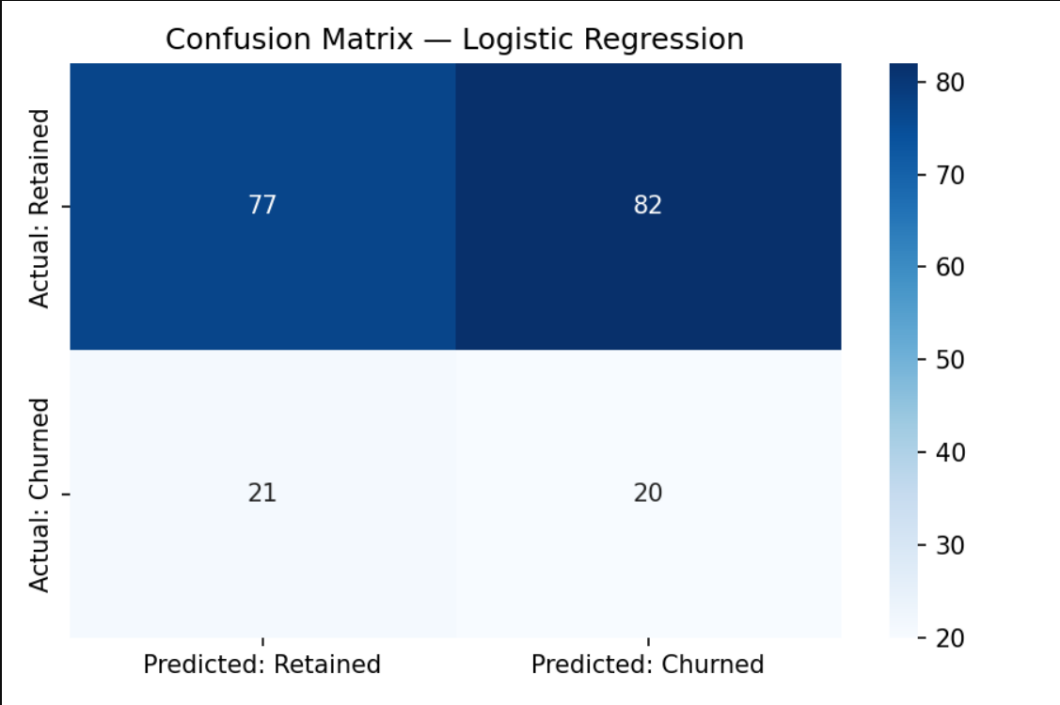 Confusion Matrix — Logistic Regression
Actual: Retained
77
82
Actual: Churned
21
20
Predicted: Retained
Predicted: Churned
80
70
60
50
40
30
20